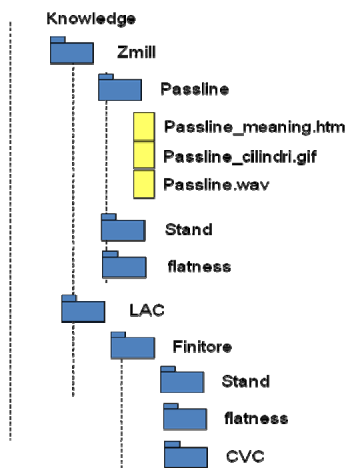 Knowledge
Zmill
Passline
Passline_meaning.htm
Passline_cilindri.gif
Passline.wav
Stand
flatness
LAC
Finitore
Stand
flatness
CVC